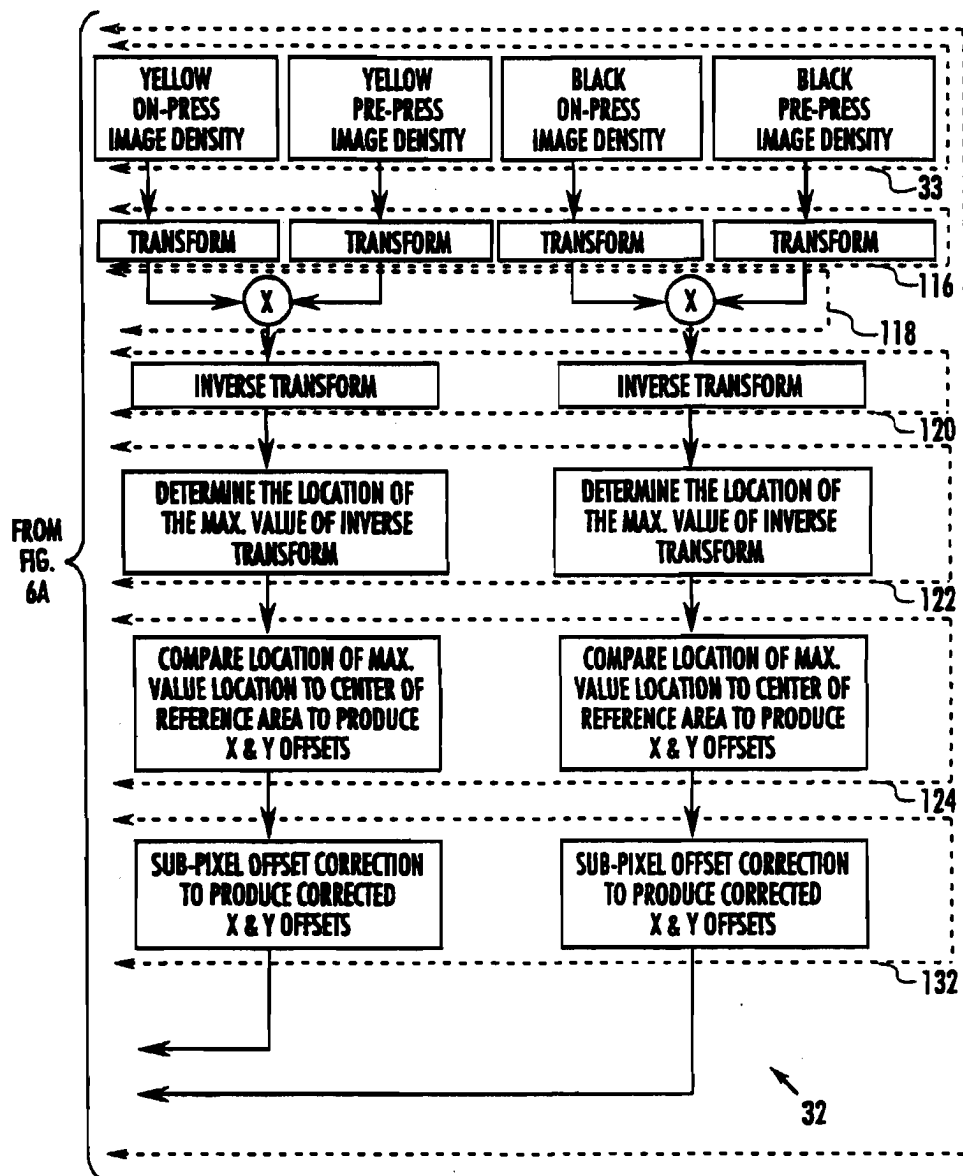 YELLOW
ON-PRESS
IMAGE DENSITY
YELLOW
PRE-PRESS
IMAGE DENSITY
BLACK
ON-PRESS
IMAGE DENSITY
BLACK
PRE-PRESS
IMAGE DENSITY
33
TRANSFORM
TRANSFORM
TRANSFORM
TRANSFORM
116
X
X
118
INVERSE TRANSFORM
INVERSE TRANSFORM
120
FROM
FIG.
6A
DETERMINE THE LOCATION OF
THE MAX. VALUE OF INVERSE
TRANSFORM
DETERMINE THE LOCATION OF
THE MAX. VALUE OF INVERSE
TRANSFORM
122
COMPARE LOCATION OF MAX.
VALUE LOCATION TO CENTER OF
REFERENCE AREA TO PRODUCE
X & Y OFFSETS
COMPARE LOCATION OF MAX.
VALUE LOCATION TO CENTER OF
REFERENCE AREA TO PRODUCE
X & Y OFFSETS
124
SUB-PIXEL OFFSET CORRECTION
TO PRODUCE CORRECTED
X & Y OFFSETS
SUB-PIXEL OFFSET CORRECTION
TO PRODUCE CORRECTED
X & Y OFFSETS
132
32